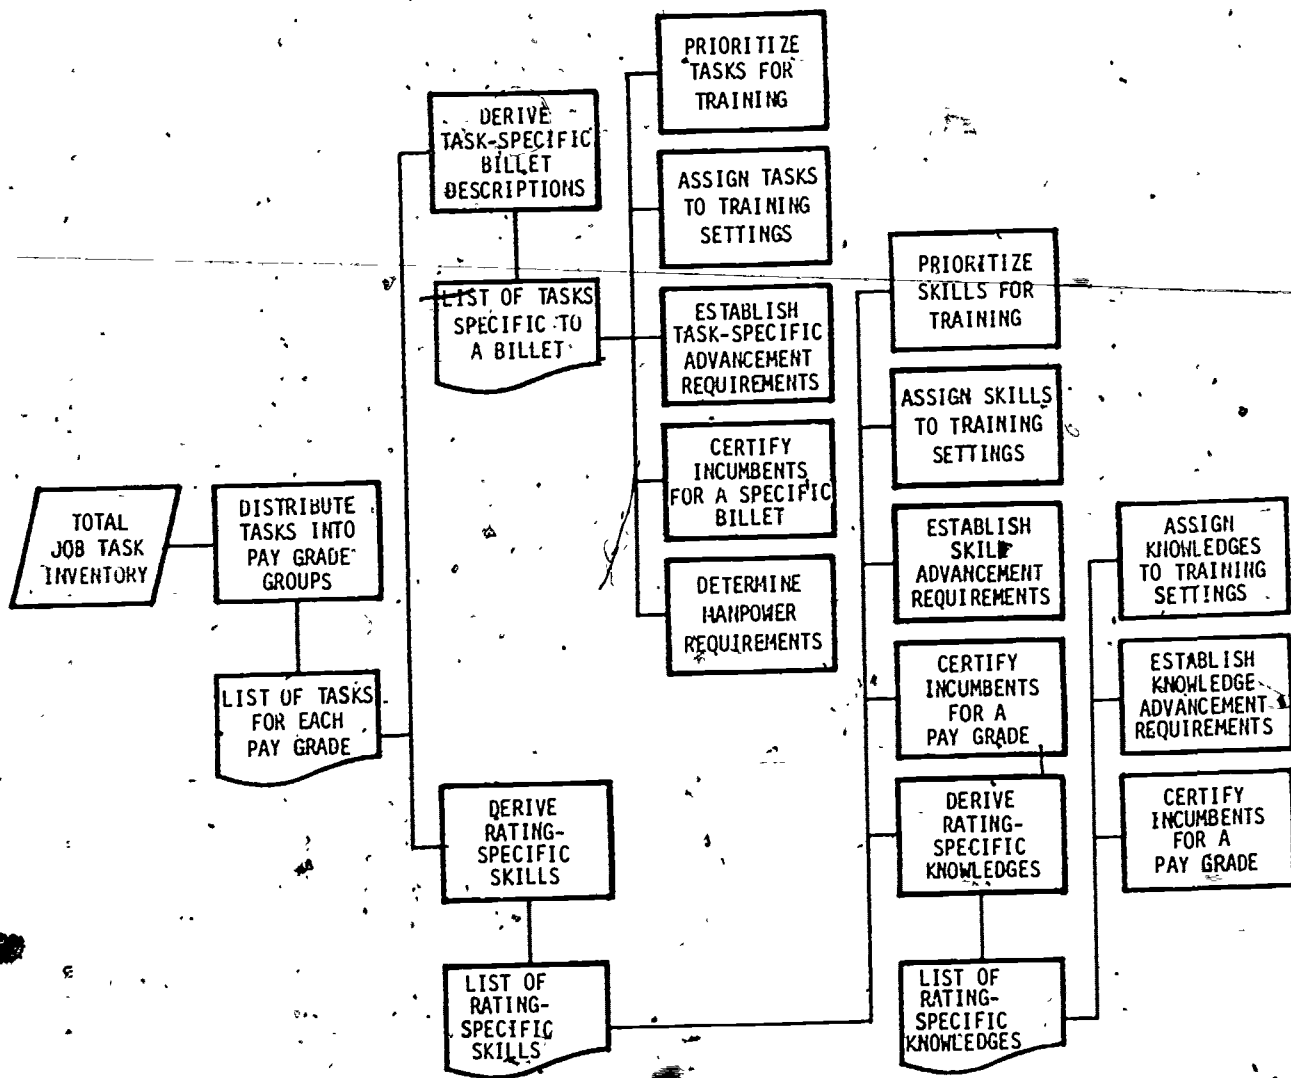 TOTAL
JOB TASK
INVENTORY
DISTRIBUTE
TASKS INTO
PAY GRADE
GROUPS
LIST OF TASKS
FOR EACH
PAY GRADE
DERIVE
TASK-SPECIFIC
BILLET
DESCRIPTIONS
LIST OF TASKS
SPECIFIC TO
A BILLET
DERIVE
RATING-
SPECIFIC
SKILLS
LIST OF
RATING-
SPECIFIC
SKILLS
PRIORITIZE
TASKS FOR
TRAINING
ASSIGN TASKS
TO TRAINING
SETTINGS
ESTABLISH
TASK-SPECIFIC
ADVANCEMENT
REQUIREMENTS
CERTIFY
INCUMBENTS
FOR A SPECIFIC
BILLET
DETERMINE
MANPOWER
REQUIREMENTS
PRIORITIZE
SKILLS FOR
TRAINING
ASSIGN SKILLS
TO TRAINING
SETTINGS
ESTABLISH
SKILL
ADVANCEMENT
REQUIREMENTS
CERTIFY
INCUMBENTS
FOR A
PAY GRADE
DERIVE
RATING-
SPECIFIC
KNOWLEDGES
LIST OF
RATING-
SPECIFIC
KNOWLEDGES
ASSIGN
KNOWLEDGES
TO TRAINING
SETTINGS
ESTABLISH
KNOWLEDGE
ADVANCEMENT
REQUIREMENTS
CERTIFY
INCUMBENTS
FOR A
PAY GRADE